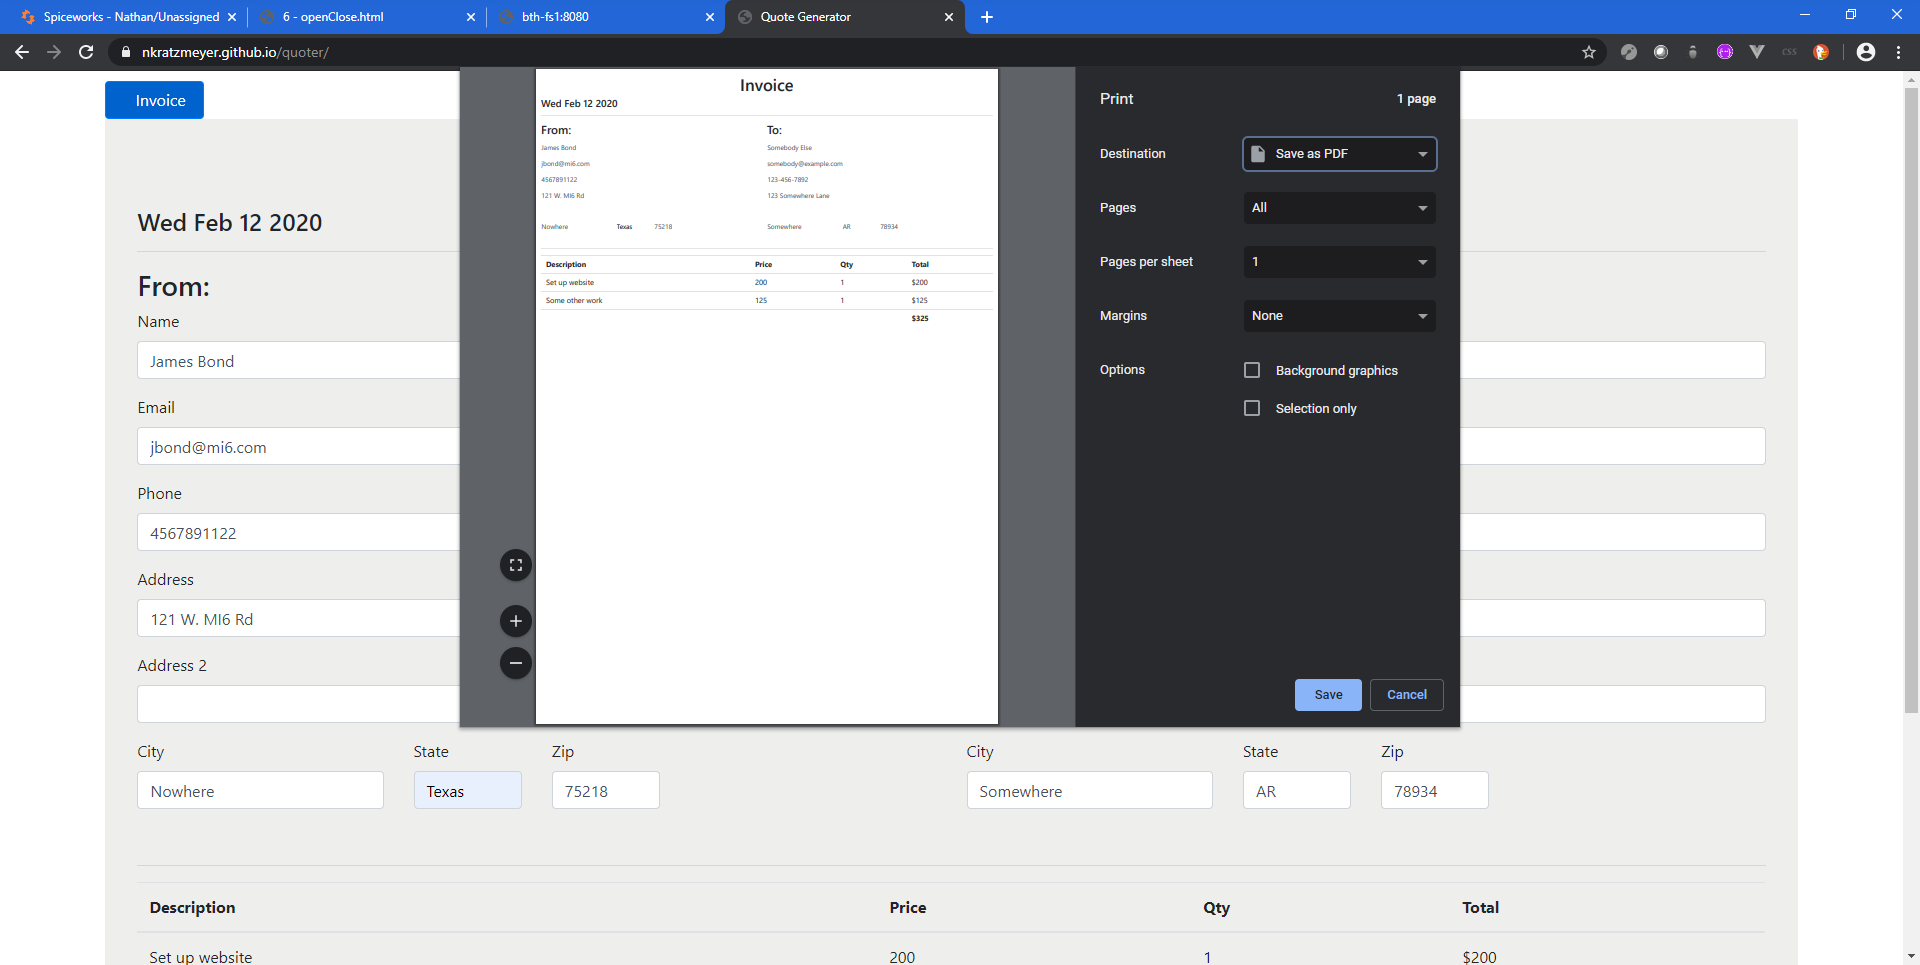 Spiceworks - Nathan/Unassigned
6 - openClose.html
bth-fs1:8080
Quote Generator
nkratzmeyer.github.io/quoter/
CSS
Invoice
Wed Feb 12 2020
From:
Name
James Bond
Email
jbond@mi6.com
Phone
4567891122
Address
121 W. MI6 Rd
Address 2
City State Zip
Nowhere Texas 75218
City State Zip
Somewhere AR 78934
Description Price Qty Total
Set up website 200 1 $200
Invoice
Wed Feb 12 2020
From: To:
James Bond Somebody Else
jbond@mi6.com somebody@example.com
4567891122 123-456-7892
121 W. MI6 Rd 123 Somewhere Lane
Nowhere Texas 75218 Somewhere AR 78934
Description Price Qty Total
Set up website 200 1 $200
Some other work 125 1 $125
$325
Print 1 page
Destination Save as PDF
Pages All
Pages per sheet 1
Margins None
Options Background graphics
Selection only
Save Cancel